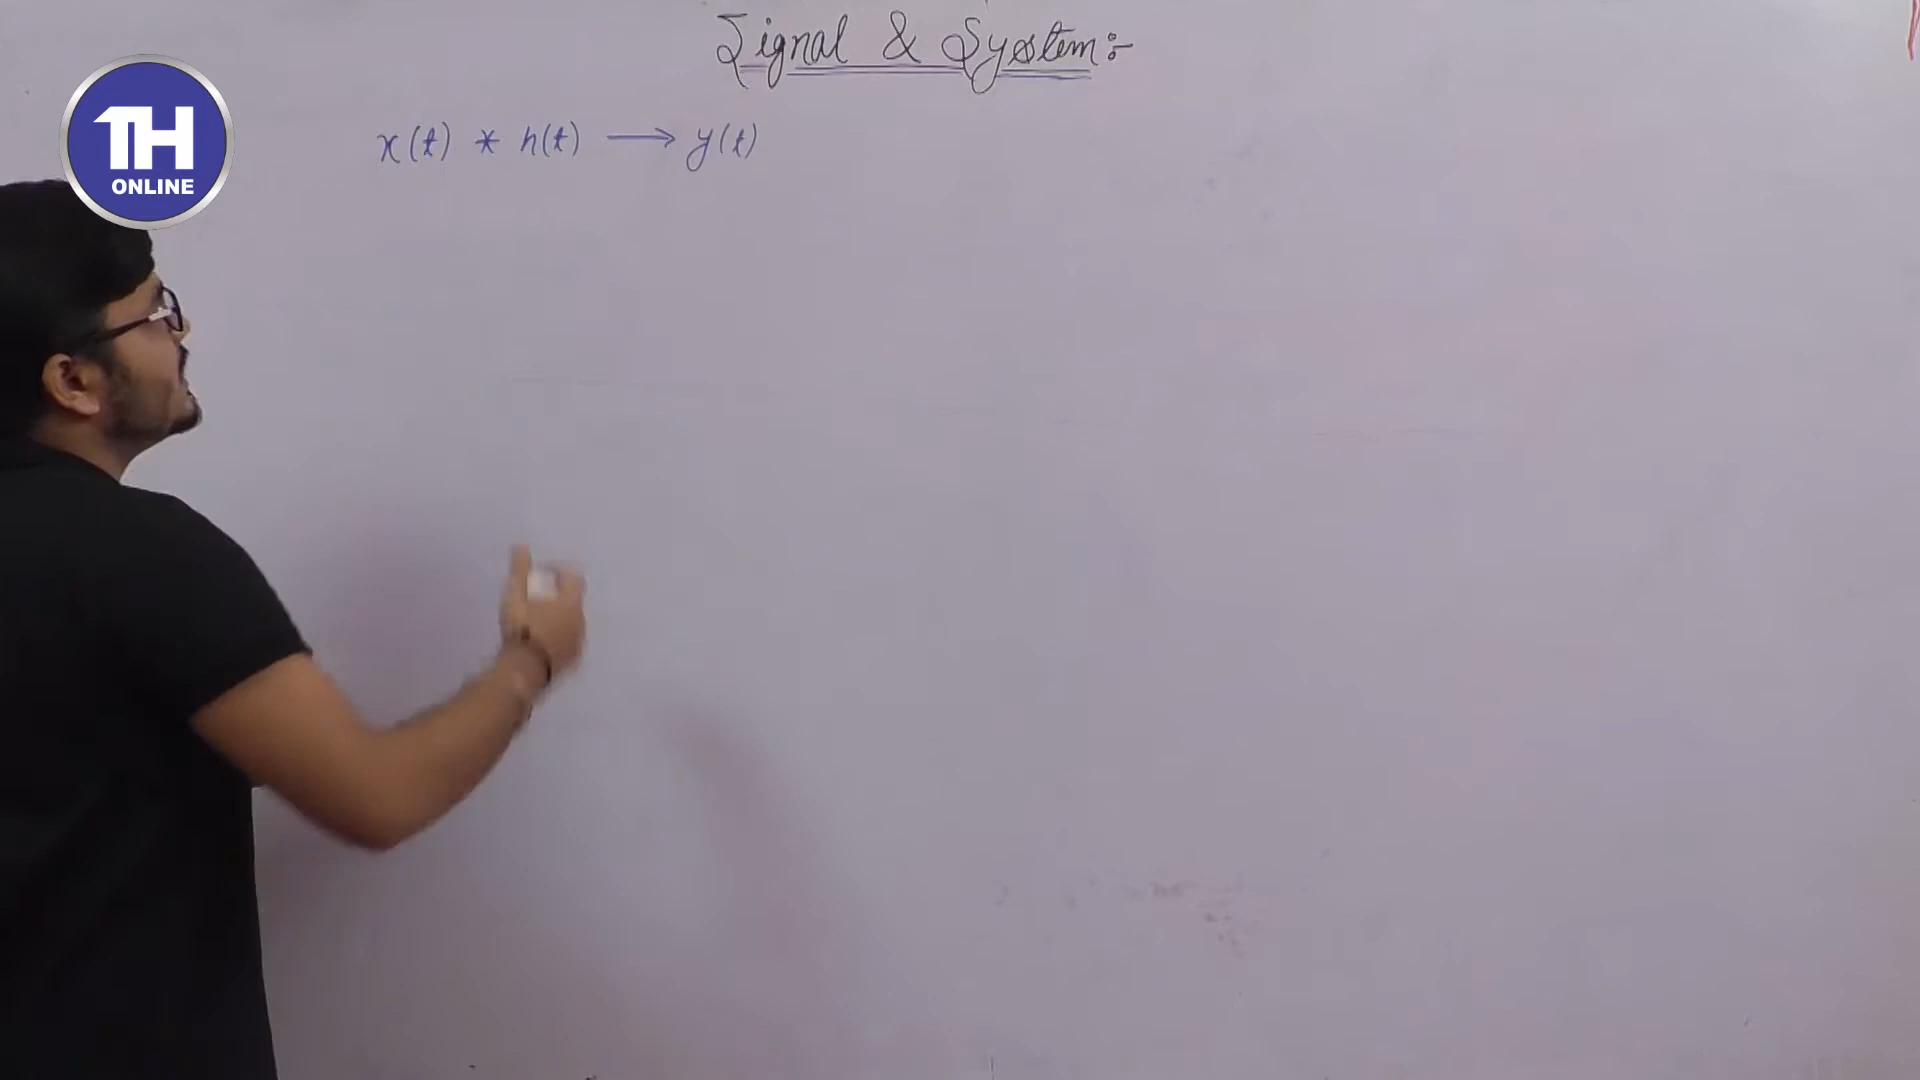 Signal & System:-
TH
ONLINE
x(t) * h(t) ⟶ y(t)